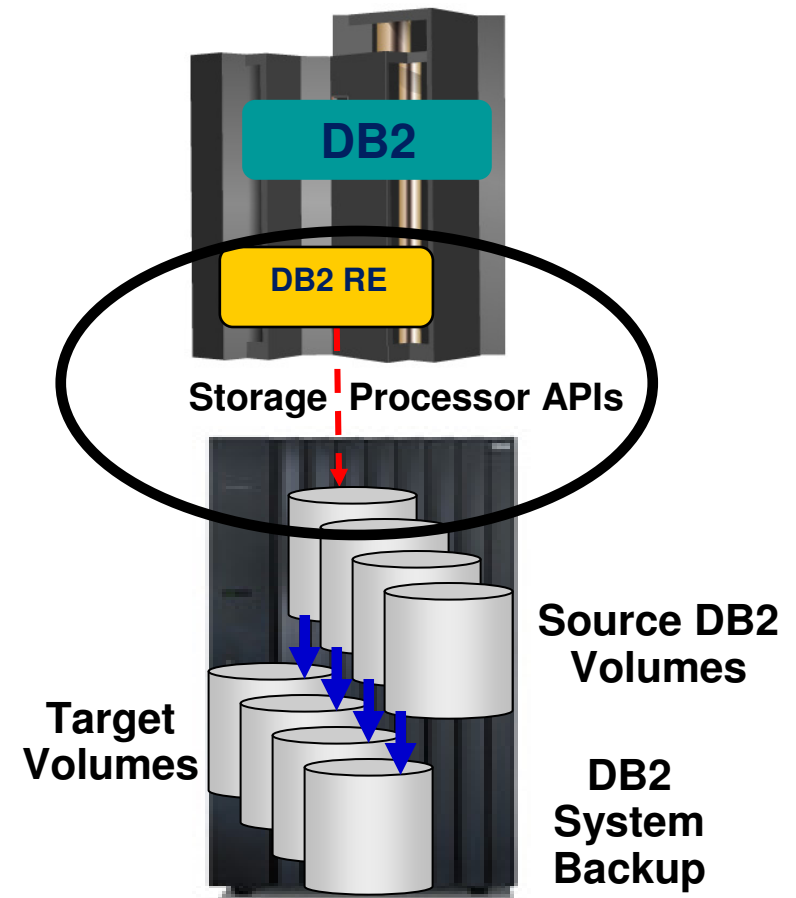 DB2
DB2 RE
Storage Processor APIs
Source DB2
Volumes
Target
Volumes
DB2
System
Backup